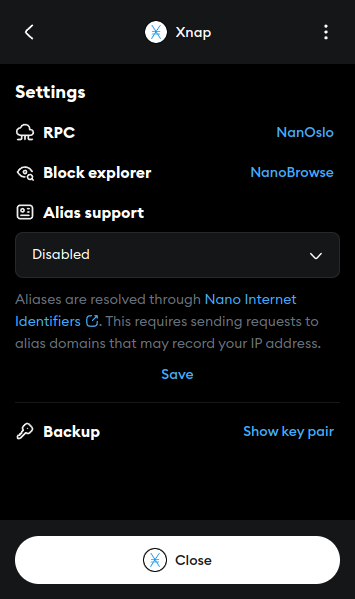 Xnap
Settings
RPC NanOslo
Block explorer NanoBrowse
Alias support
Disabled
Aliases are resolved through Nano Internet
Identifiers. This requires sending requests to
alias domains that may record your IP address.
Save
Backup Show key pair
Close